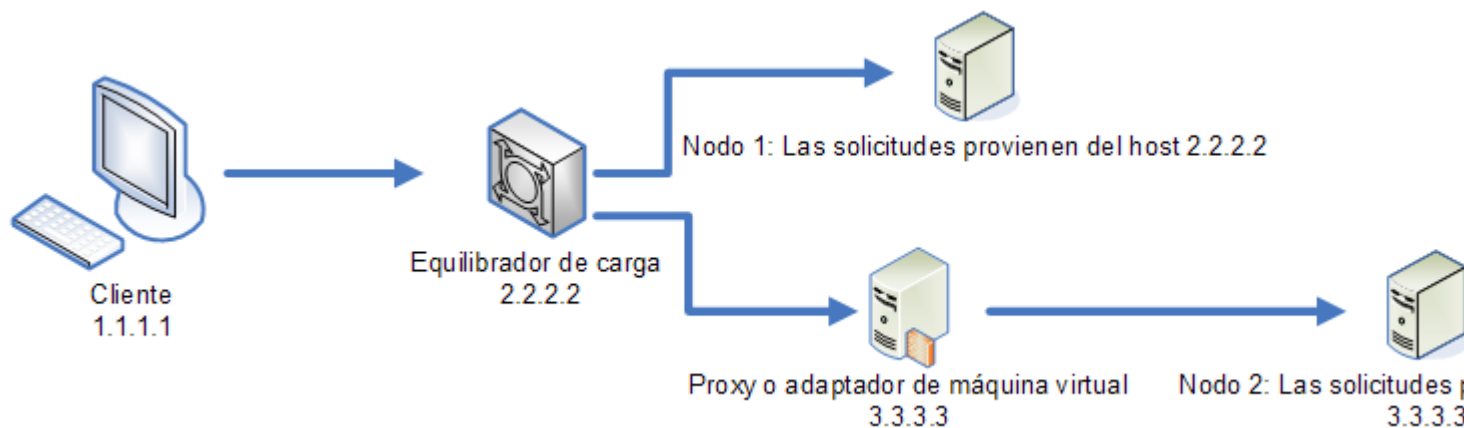 Nodo 1: Las solicitudes provienen del host 2.2.2.2
Equilibrador de carga
2.2.2.2
Cliente
1.1.1.1
Proxy o adaptador de máquina virtual
3.3.3.3
Nodo 2: Las solicitudes
3.3.3.3